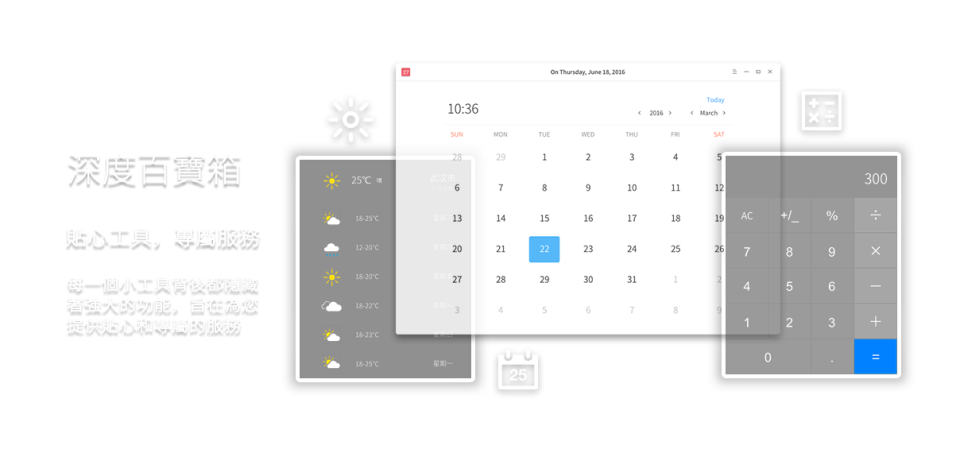 深度百寶箱
貼心工具，專屬服務
每一個小工具背後都隱藏
著強大的功能，旨在為您
提供貼心和專屬的服務
25℃
18-25℃
12-20℃
18-20℃
18-22℃
18-23℃
18-25℃ 星期一
On Thursday, June 18, 2016
10:36
Today
2016 March
SUN MON TUE WED THU FRI SAT
28 29 1 2 3 4 5
6 7 8 9 10 11 12
13 14 15 16 17 18 19
20 21 22 23 24 25 26
27 28 29 30 31 1 2
3 4 5 6 7 8 9
25
300
AC +/_ % ÷
7 8 9 ×
4 5 6 −
1 2 3 +
0 . =